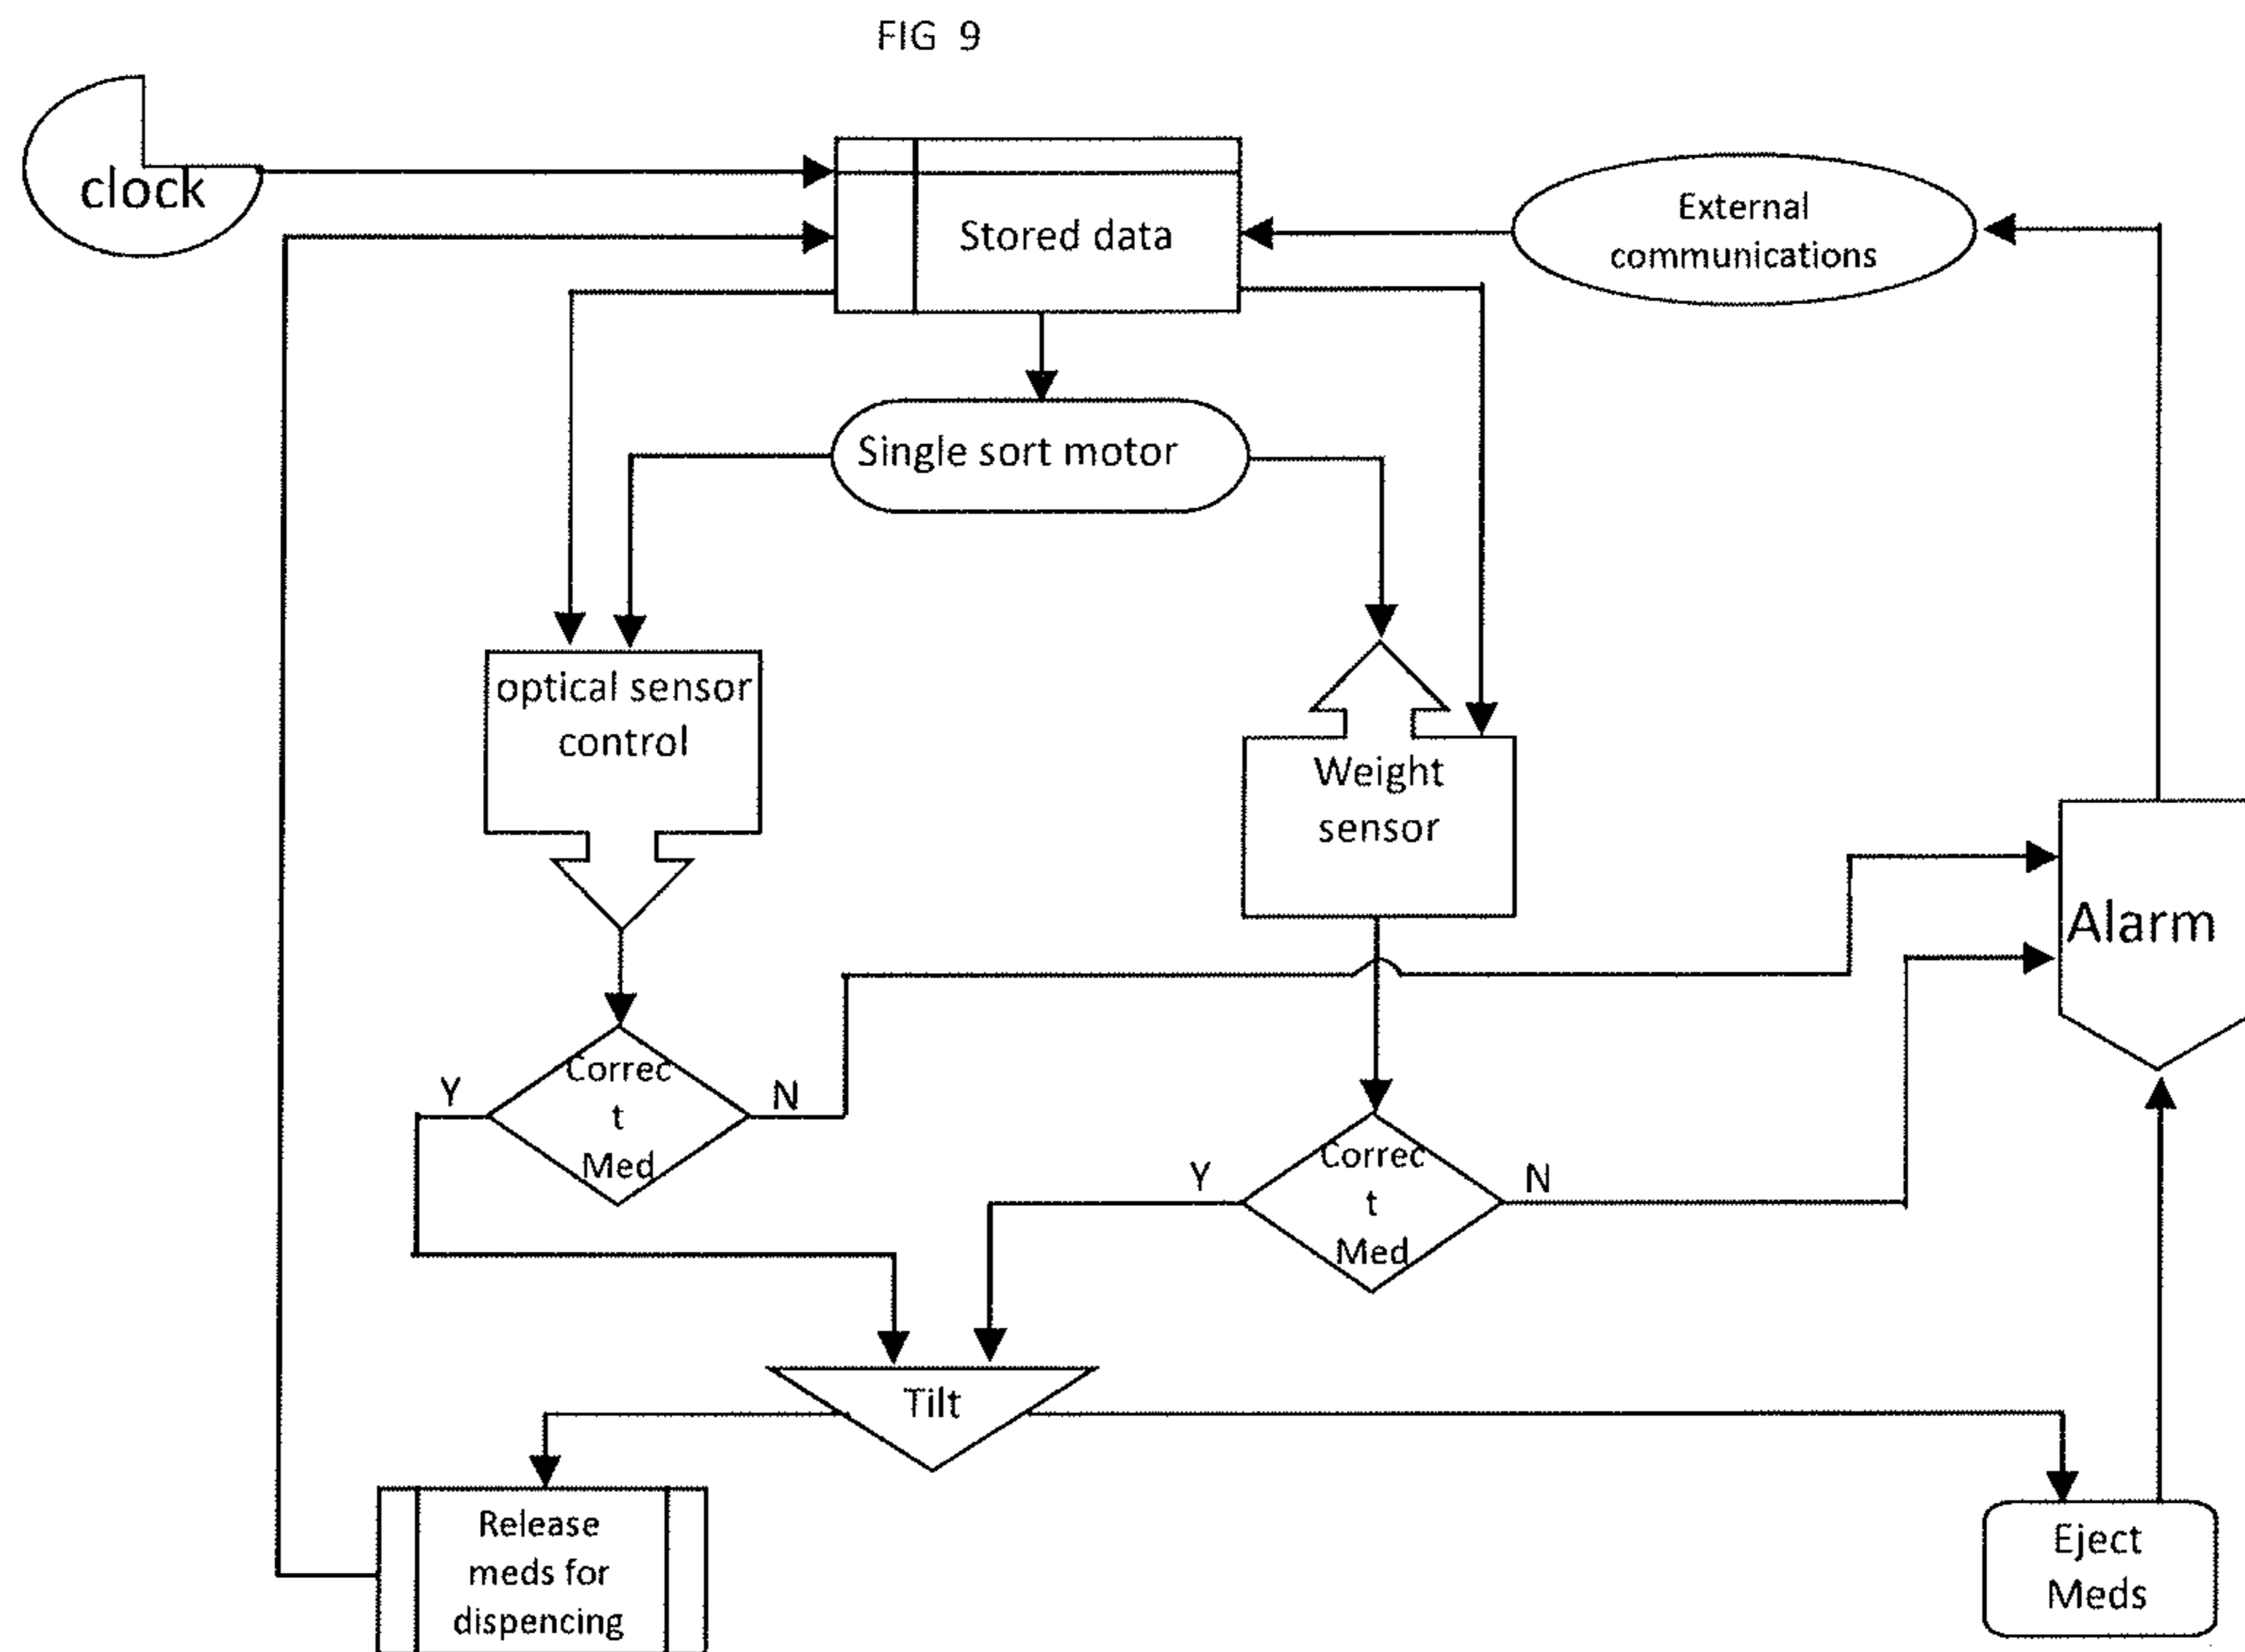 FIG 9
clock
Stored data
External
communications
Single sort motor
optical sensor
control
Weight
sensor
Alarm
Correc
t
Med
Y
N
Correc
t
Med
Y
N
Tilt
Release
meds for
dispencing
Eject
Meds